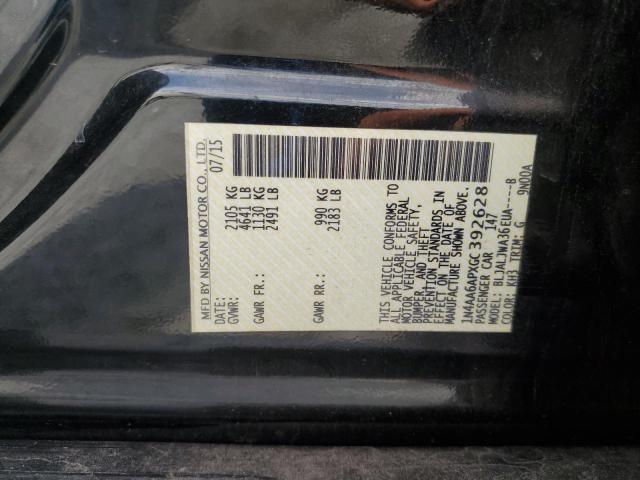 MFD BY NISSAN MOTOR CO., LTD.
DATE: 07/15
GVWR: 2105 KG
4641 LB
GAWR FR: 1130 KG
2491 LB
GAWR RR: 990 KG
2183 LB
THIS VEHICLE CONFORMS TO
ALL APPLICABLE FEDERAL
MOTOR VEHICLE SAFETY,
BUMPER, AND THEFT
PREVENTION STANDARDS IN
EFFECT ON THE DATE OF
MANUFACTURE SHOWN ABOVE.
1N4AA6APXGC392628
PASSENGER CAR 147
MODEL: BLJALJWA36EUA-----B
COLOR: KH3 TRIM: G 9N00A